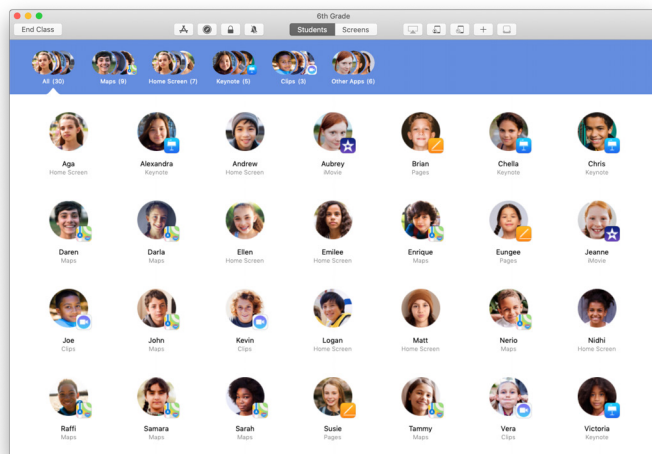 6th Grade
End Class
Students Screens
All (30) Maps (9) Home Screen (7) Keynote (5) Clips (3) Other Apps (6)
Aga Alexandra Andrew Aubrey Brian Chella Chris
Home Screen Keynote Home Screen iMovie Pages Keynote Keynote
Daren Darla Ellen Emilee Enrique Eungee Jeanne
Maps Maps Home Screen Home Screen Maps Pages iMovie
Joe John Kevin Logan Matt Nerio Nidhi
Clips Maps Clips Home Screen Home Screen Maps Home Screen
Raffi Samara Sarah Susie Tammy Vera Victoria
Maps Maps Maps Pages Maps Clips Keynote